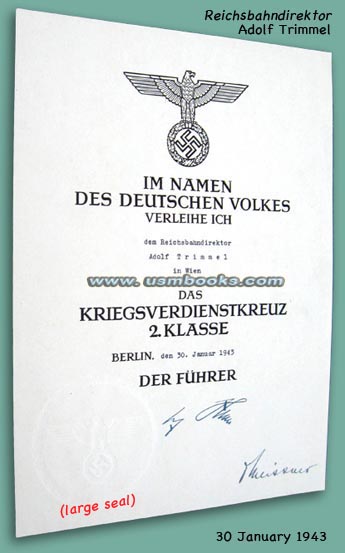 Reichsbahndirektor
Adolf Trimmel
IM NAMEN
DES DEUTSCHEN VOLKES
VERLEIHE ICH
dem Reichsbahndirektor
Adolf Trimmel
in Wien
www.usmbooks.com
DAS
KRIEGSVERDIENSTKREUZ
2. KLASSE
BERLIN, den 30. Januar 1943
DER FÜHRER
Meissner
(large seal)
30 January 1943